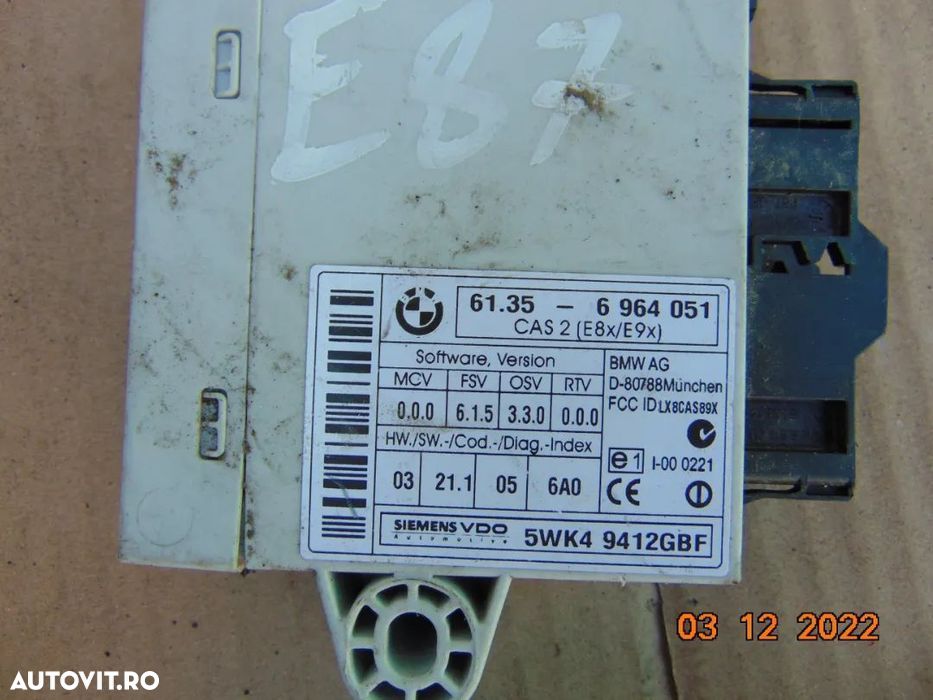 E87
61.35 - 6 964 051
CAS 2 (E8x/E9x)
Software, Version
MCV FSV OSV RTV
0.0.0 6.1.5 3.3.0 0.0.0
HW./SW.-/Cod.-/Diag.-Index
03 21.1 05 6A0
BMW AG
D-80788München
FCC ID:LX8CAS89X
e1 I-00 0221
CE
SIEMENS VDO
Automotive
5WK4 9412GBF
03 12 2022
AUTOVIT.RO